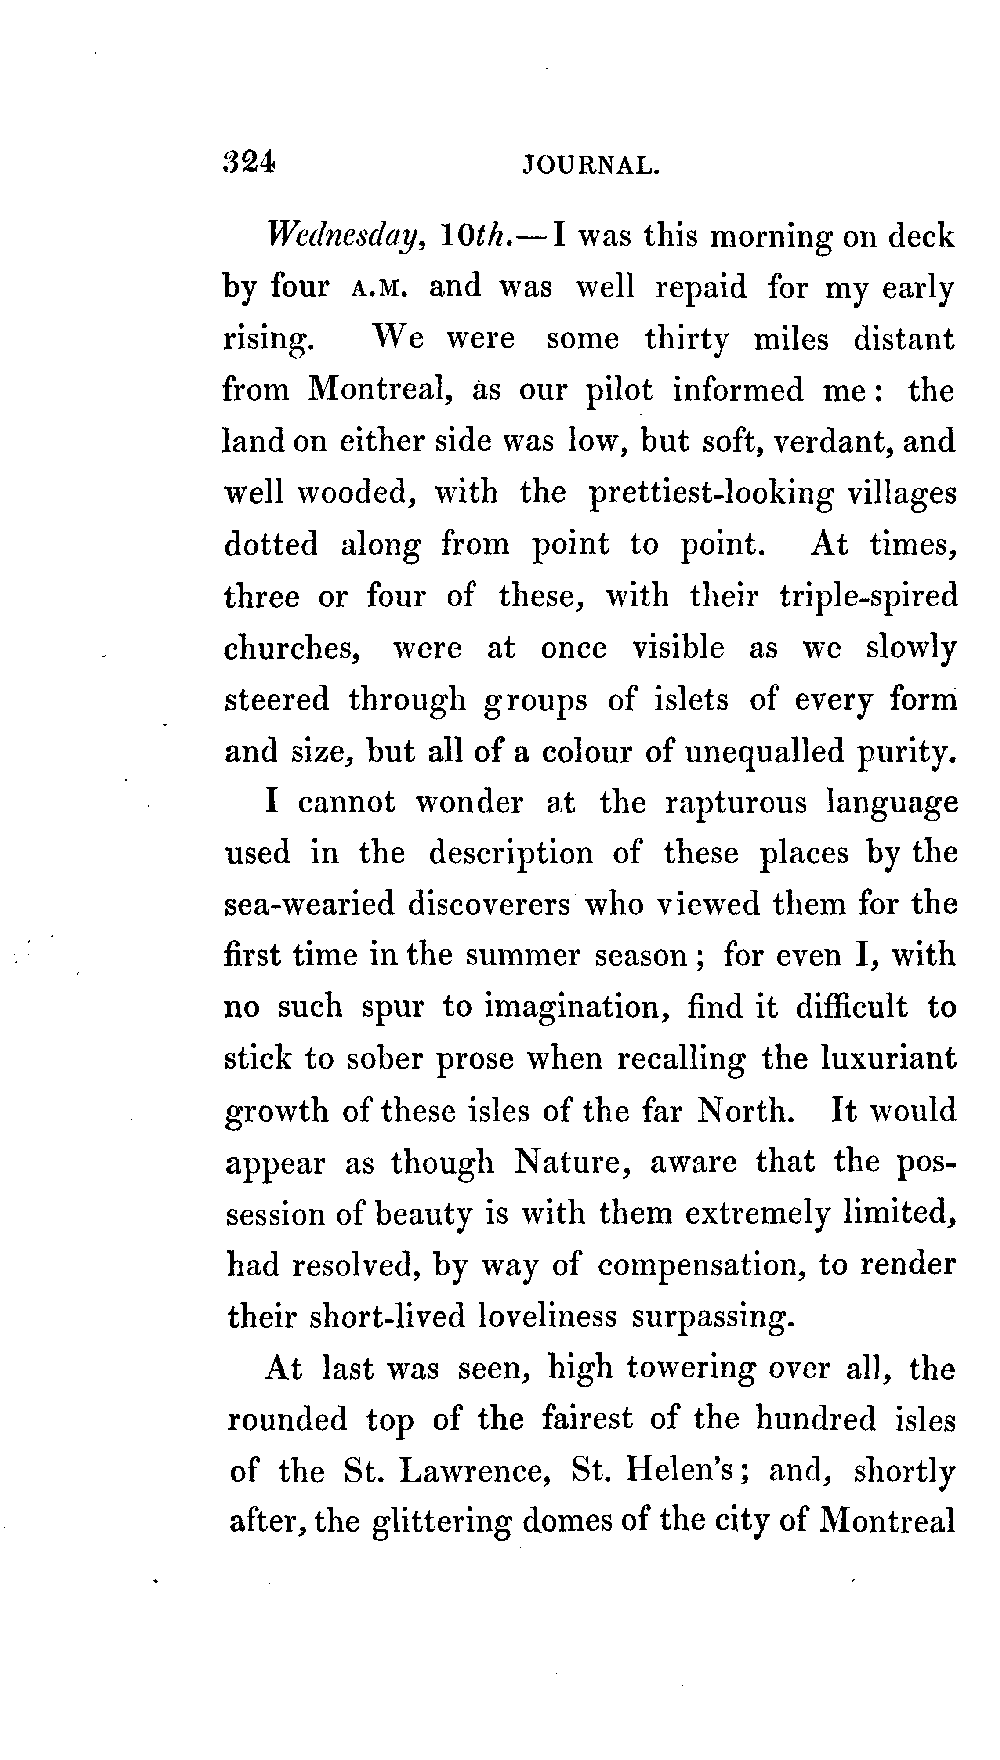 324 JOURNAL.
Wednesday, 10th.—I was this morning on deck
by four A.M. and was well repaid for my early
rising. We were some thirty miles distant
from Montreal, as our pilot informed me: the
land on either side was low, but soft, verdant, and
well wooded, with the prettiest-looking villages
dotted along from point to point. At times,
three or four of these, with their triple-spired
churches, were at once visible as we slowly
steered through groups of islets of every form
and size, but all of a colour of unequalled purity.
I cannot wonder at the rapturous language
used in the description of these places by the
sea-wearied discoverers who viewed them for the
first time in the summer season; for even I, with
no such spur to imagination, find it difficult to
stick to sober prose when recalling the luxuriant
growth of these isles of the far North. It would
appear as though Nature, aware that the pos-
session of beauty is with them extremely limited,
had resolved, by way of compensation, to render
their short-lived loveliness surpassing.
At last was seen, high towering over all, the
rounded top of the fairest of the hundred isles
of the St. Lawrence, St. Helen's; and, shortly
after, the glittering domes of the city of Montreal